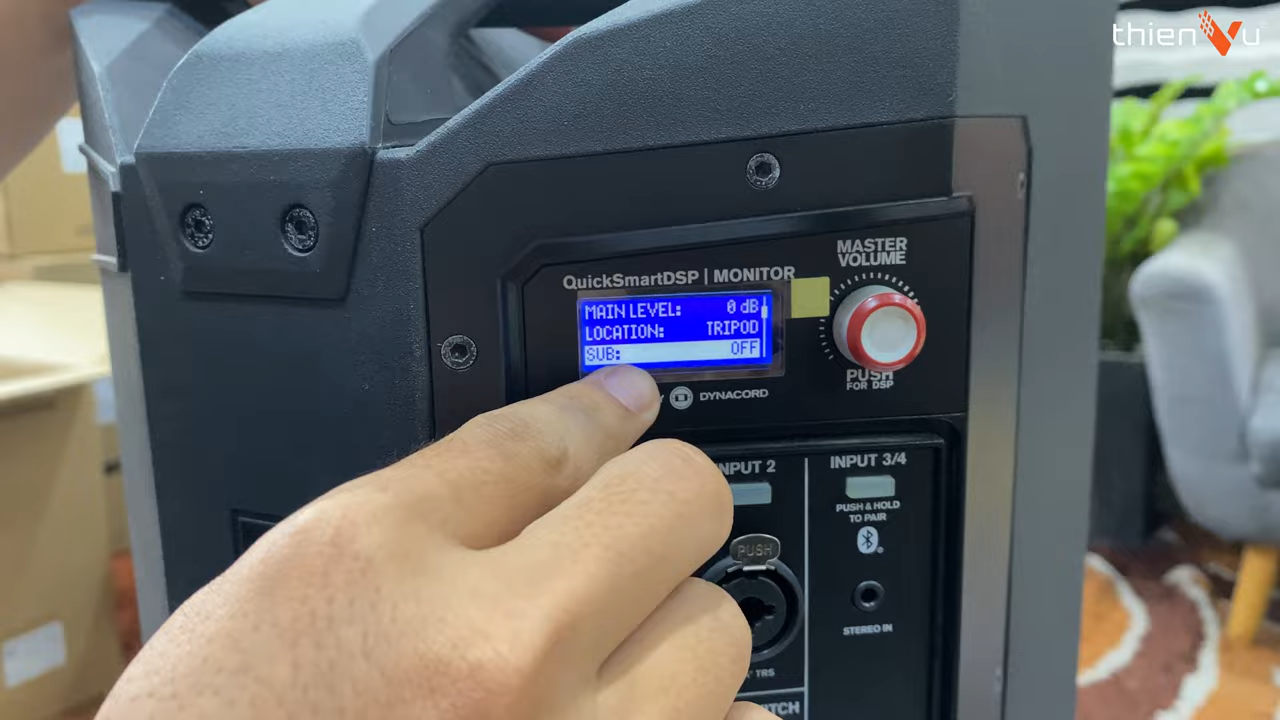 thienVu
QuickSmartDSP | MONITOR
MASTER
VOLUME
MAIN LEVEL: 0 dB
LOCATION: TRIPOD
SUB: OFF
PUSH
FOR DSP
DYNACORD
INPUT 2
INPUT 3/4
PUSH & HOLD
TO PAIR
PUSH
STEREO IN
TRS